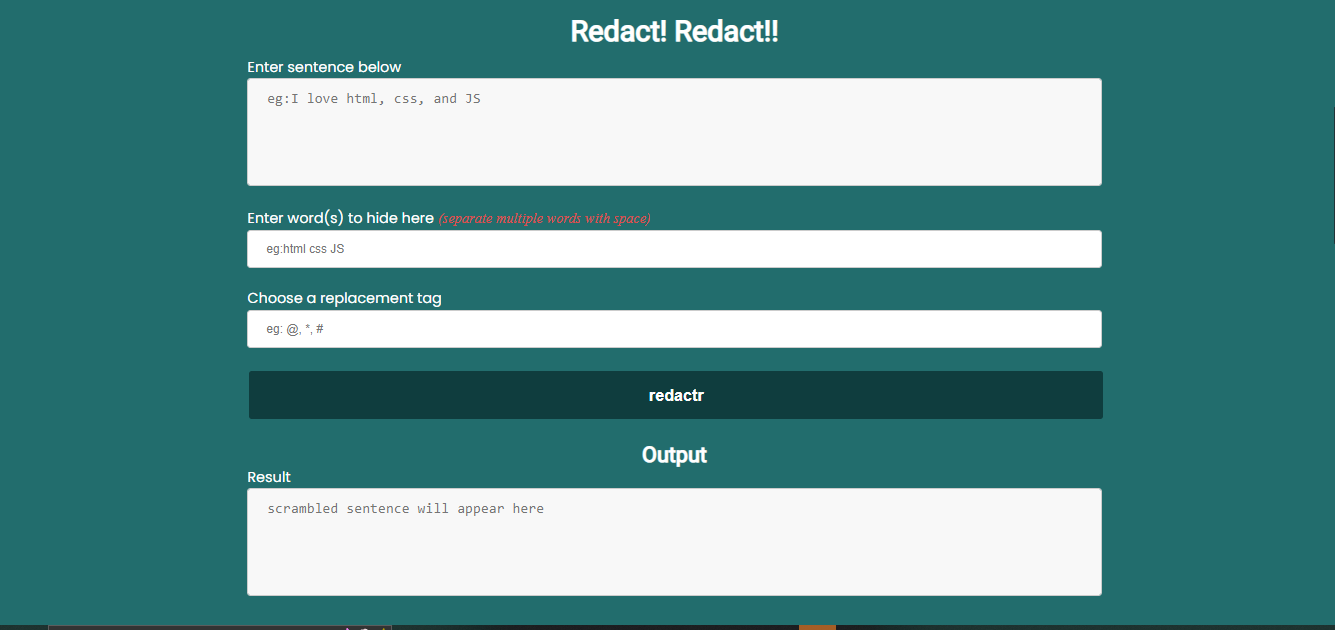 Redact! Redact!!
Enter sentence below
eg:I love html, css, and JS
Enter word(s) to hide here (separate multiple words with space)
eg:html css JS
Choose a replacement tag
eg: @, *, #
redactr
Output
Result
scrambled sentence will appear here